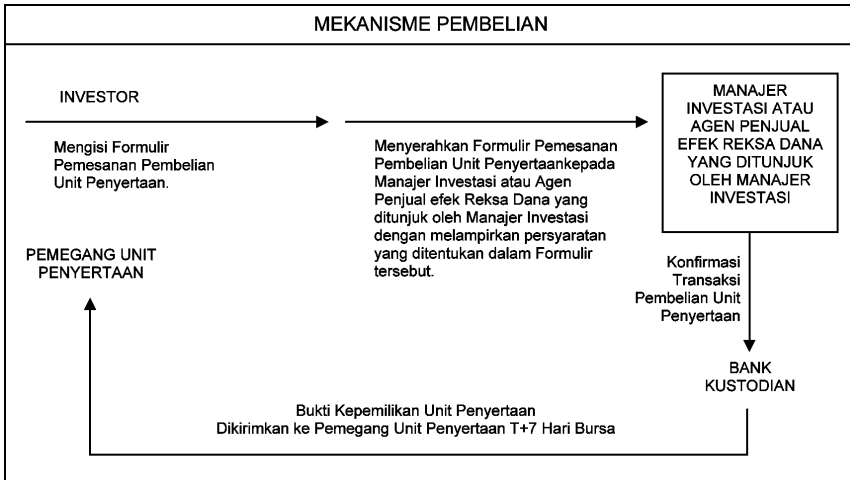 MEKANISME PEMBELIAN
INVESTOR
Mengisi Formulir
Pemesanan Pembelian
Unit Penyertaan.
Menyerahkan Formulir Pemesanan
Pembelian Unit Penyertaankepada
Manajer Investasi atau Agen
Penjual efek Reksa Dana yang
ditunjuk oleh Manajer Investasi
dengan melampirkan persyaratan
yang ditentukan dalam Formulir
tersebut.
MANAJER
INVESTASI ATAU
AGEN PENJUAL
EFEK REKSA DANA
YANG DITUNJUK
OLEH MANAJER
INVESTASI
Konfirmasi
Transaksi
Pembelian Unit
Penyertaan
BANK
KUSTODIAN
Bukti Kepemilikan Unit Penyertaan
Dikirimkan ke Pemegang Unit Penyertaan T+7 Hari Bursa
PEMEGANG UNIT
PENYERTAAN